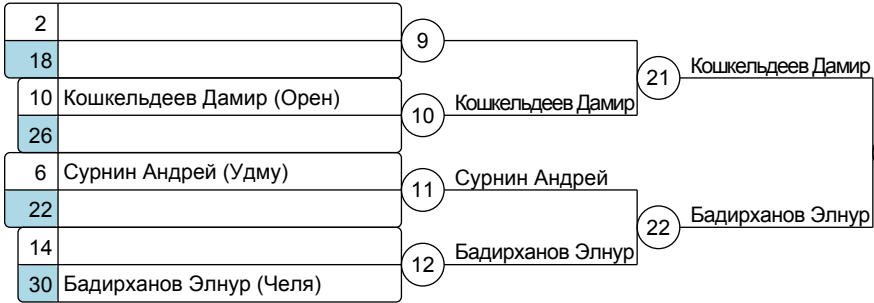 2
18
10 Кошкельдеев Дамир (Орен)
26
6 Сурнин Андрей (Удму)
22
14
30 Бадирханов Элнур (Челя)
9
10
11
12
Кошкельдеев Дамир
Сурнин Андрей
Бадирханов Элнур
21
22
Кошкельдеев Дамир
Бадирханов Элнур